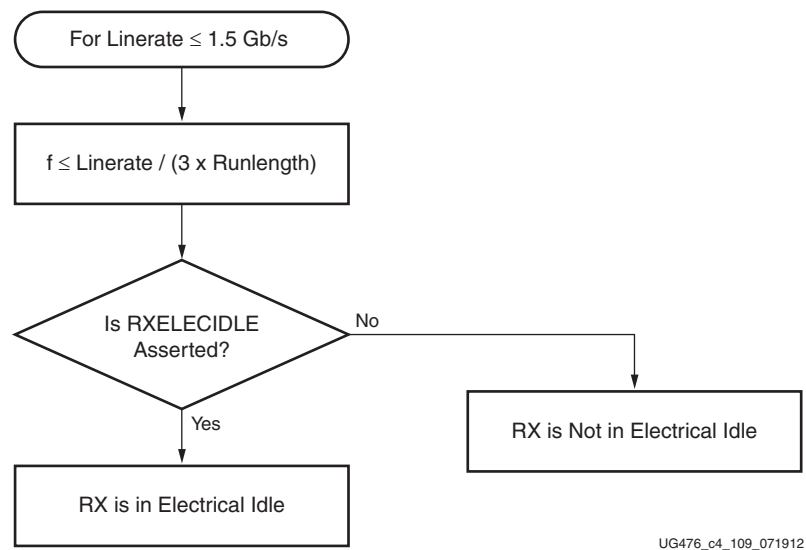 For Linerate ≤ 1.5 Gb/s
f ≤ Linerate / (3 x Runlength)
Is RXELECIDLE
Asserted?
No
Yes
RX is Not in Electrical Idle
RX is in Electrical Idle
UG476_c4_109_071912